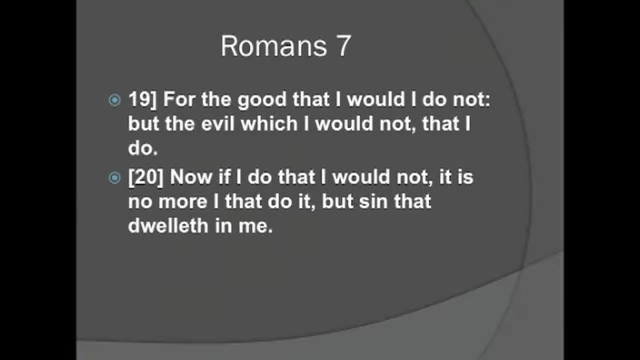 Romans 7
19] For the good that I would I do not:
but the evil which I would not, that I
do.
[20] Now if I do that I would not, it is
no more I that do it, but sin that
dwelleth in me.